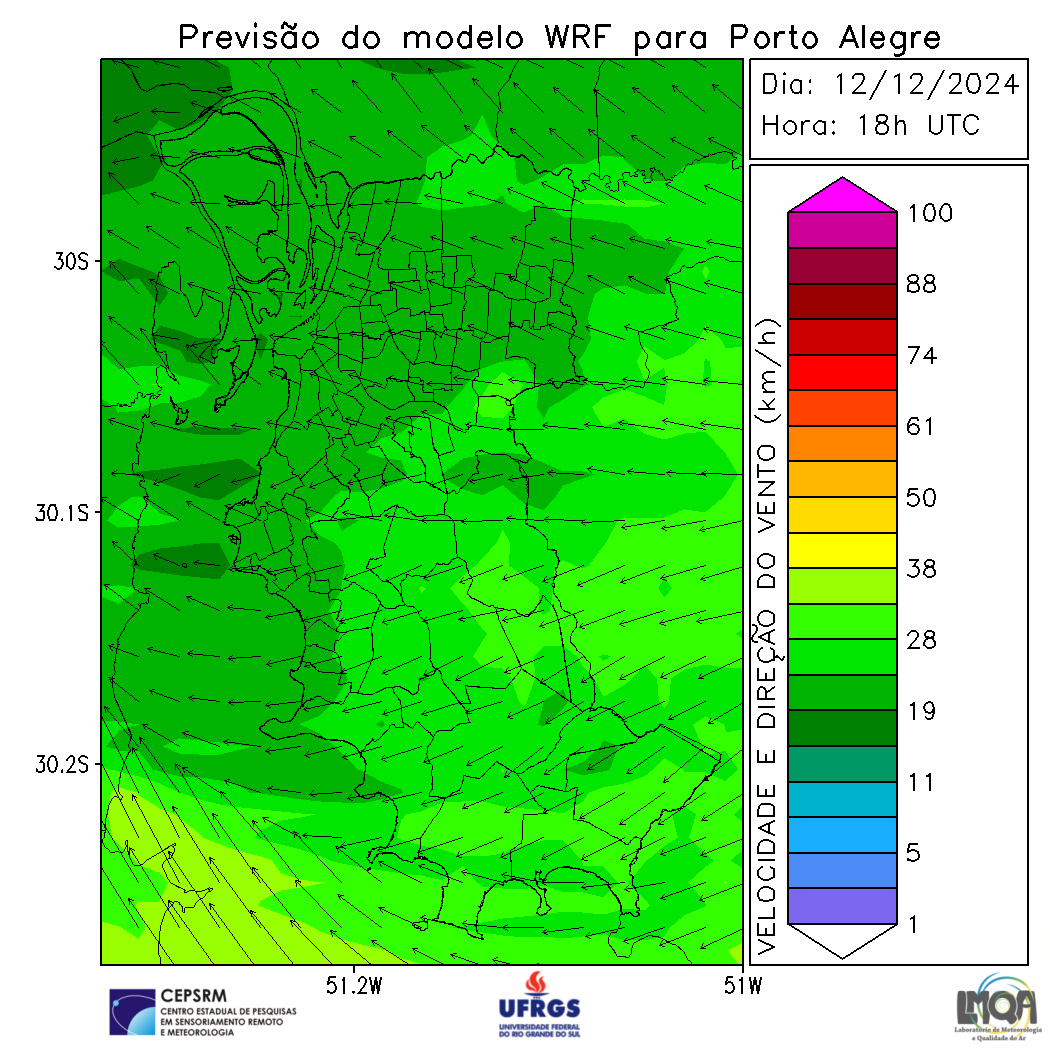 Previsão do modelo WRF para Porto Alegre
Dia: 12/12/2024
Hora: 18h UTC
30S
30.1S
30.2S
51.2W
51W
VELOCIDADE E DIREÇÃO DO VENTO (km/h)
100
88
74
61
50
38
28
19
11
5
1
CEPSRM
CENTRO ESTADUAL DE PESQUISAS
EM SENSORIAMENTO REMOTO
E METEOROLOGIA
UFRGS
UNIVERSIDADE FEDERAL
DO RIO GRANDE DO SUL
LMQA
Laboratório de Meteorologia
e Qualidade do Ar